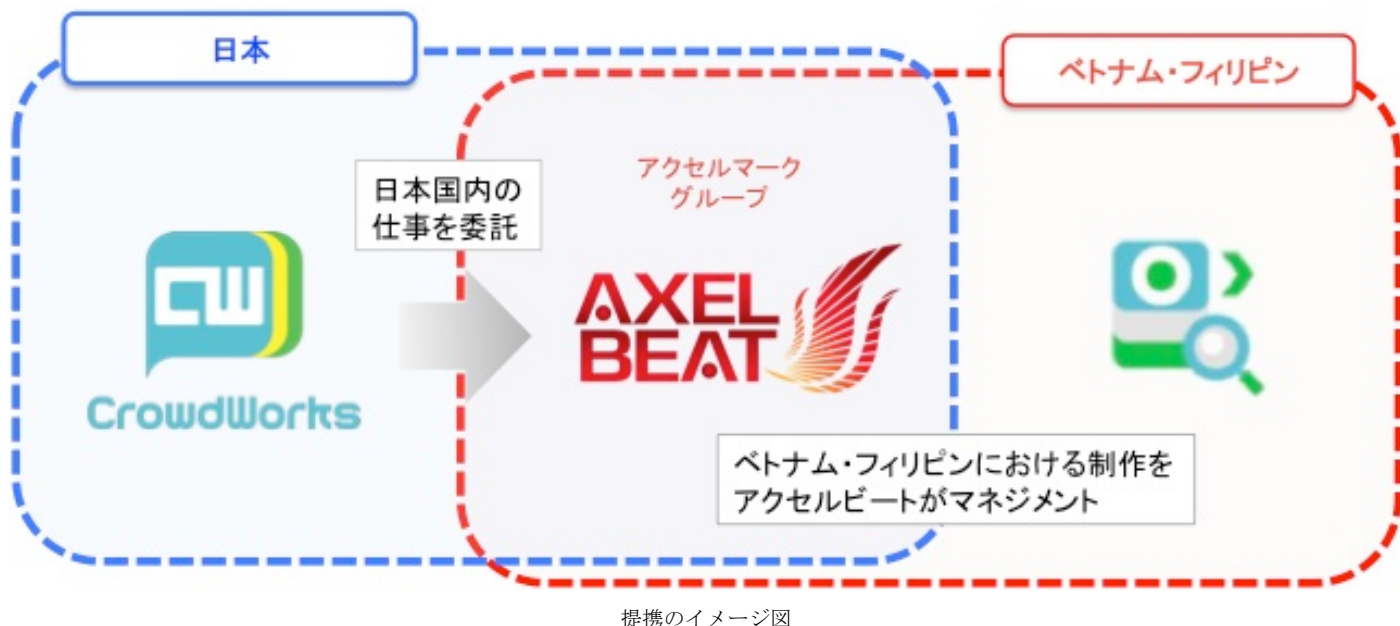 日本
ベトナム・フィリピン
日本国内の
仕事を委託
アクセルマーク
グループ
CW
CrowdWorks
AXEL
BEAT
ベトナム・フィリピンにおける制作を
アクセルビートがマネジメント
提携のイメージ図